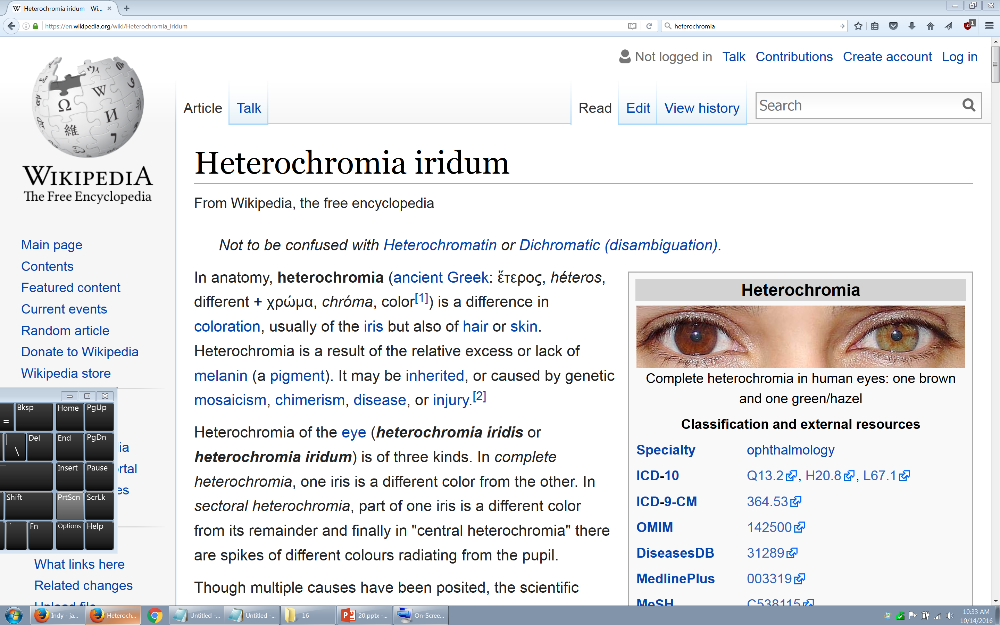 Heterochromia iridum - Wi...
https://en.wikipedia.org/wiki/Heterochromia_iridum
heterochromia
1
Not logged in Talk Contributions Create account Log in
Article Talk
Read Edit View history
Search
WIKIPEDIA
The Free Encyclopedia
Main page
Contents
Featured content
Current events
Random article
Donate to Wikipedia
Wikipedia store
ia
rtal
es
What links here
Related changes
Upload file
Heterochromia iridum
From Wikipedia, the free encyclopedia
Not to be confused with Heterochromatin or Dichromatic (disambiguation).
In anatomy, heterochromia (ancient Greek: ἕτερος, héteros,
different + χρώμα, chróma, color[1]) is a difference in
coloration, usually of the iris but also of hair or skin.
Heterochromia is a result of the relative excess or lack of
melanin (a pigment). It may be inherited, or caused by genetic
mosaicism, chimerism, disease, or injury.[2]
Heterochromia of the eye (heterochromia iridis or
heterochromia iridum) is of three kinds. In complete
heterochromia, one iris is a different color from the other. In
sectoral heterochromia, part of one iris is a different color
from its remainder and finally in "central heterochromia" there
are spikes of different colours radiating from the pupil.
Though multiple causes have been posited, the scientific
Heterochromia
Complete heterochromia in human eyes: one brown
and one green/hazel
Classification and external resources
Specialty ophthalmology
ICD-10 Q13.2, H20.8, L67.1
ICD-9-CM 364.53
OMIM 142500
DiseasesDB 31289
MedlinePlus 003319
MeSH C538115
= Bksp Home PgUp
| \ Del End PgDn
Insert Pause
Shift PrtScn ScrLk
Fn Options Help
Indy - ja...
Heteroch...
Untitled -...
Untitled -...
16
20.pptx -...
On-Scree...
10:33 AM
10/14/2016